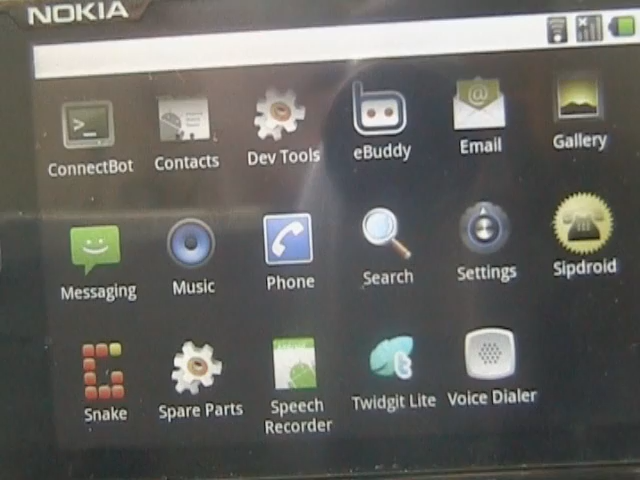 NOKIA
ConnectBot
Contacts
Dev Tools
eBuddy
Email
Gallery
Messaging
Music
Phone
Search
Settings
Sipdroid
Snake
Spare Parts
Speech
Recorder
Twidgit Lite
Voice Dialer